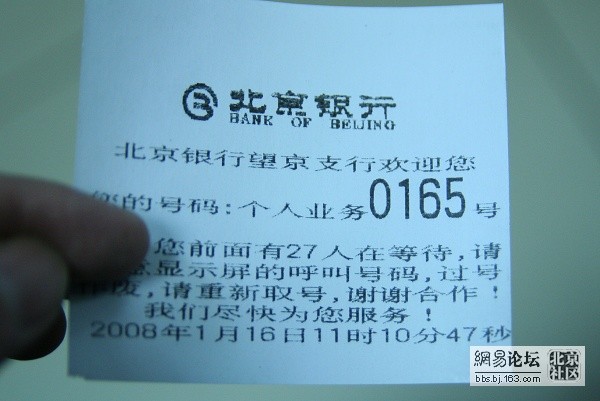 北京银行
BANK OF BEIJING
北京银行望京支行欢迎您
的号码:个人业务0165号
您前面有27人在等待,请
显示屏的呼叫号码,过号
,请重新取号,谢谢合作!
我们尽快为您服务!
2008年1月16日11时10分47秒
網易论坛 北京社区
bbs.bj.163.com